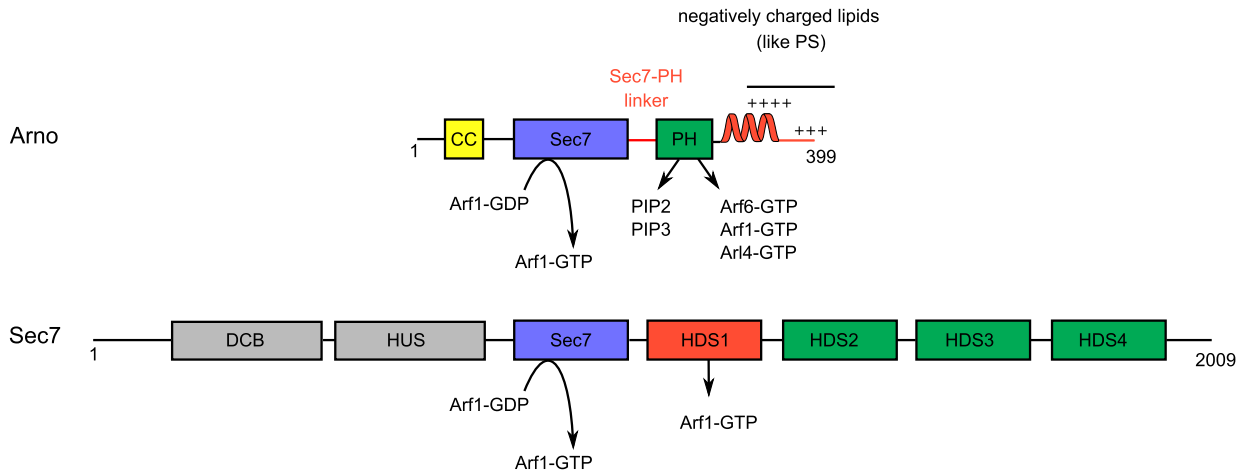 negatively charged lipids
(like PS)
Sec7-PH
linker
++++
+++
Arno
1
CC
Sec7
PH
399
Arf1-GDP
Arf1-GTP
PIP2
PIP3
Arf6-GTP
Arf1-GTP
Arl4-GTP
Sec7
1
DCB
HUS
Sec7
HDS1
HDS2
HDS3
HDS4
2009
Arf1-GDP
Arf1-GTP
Arf1-GTP